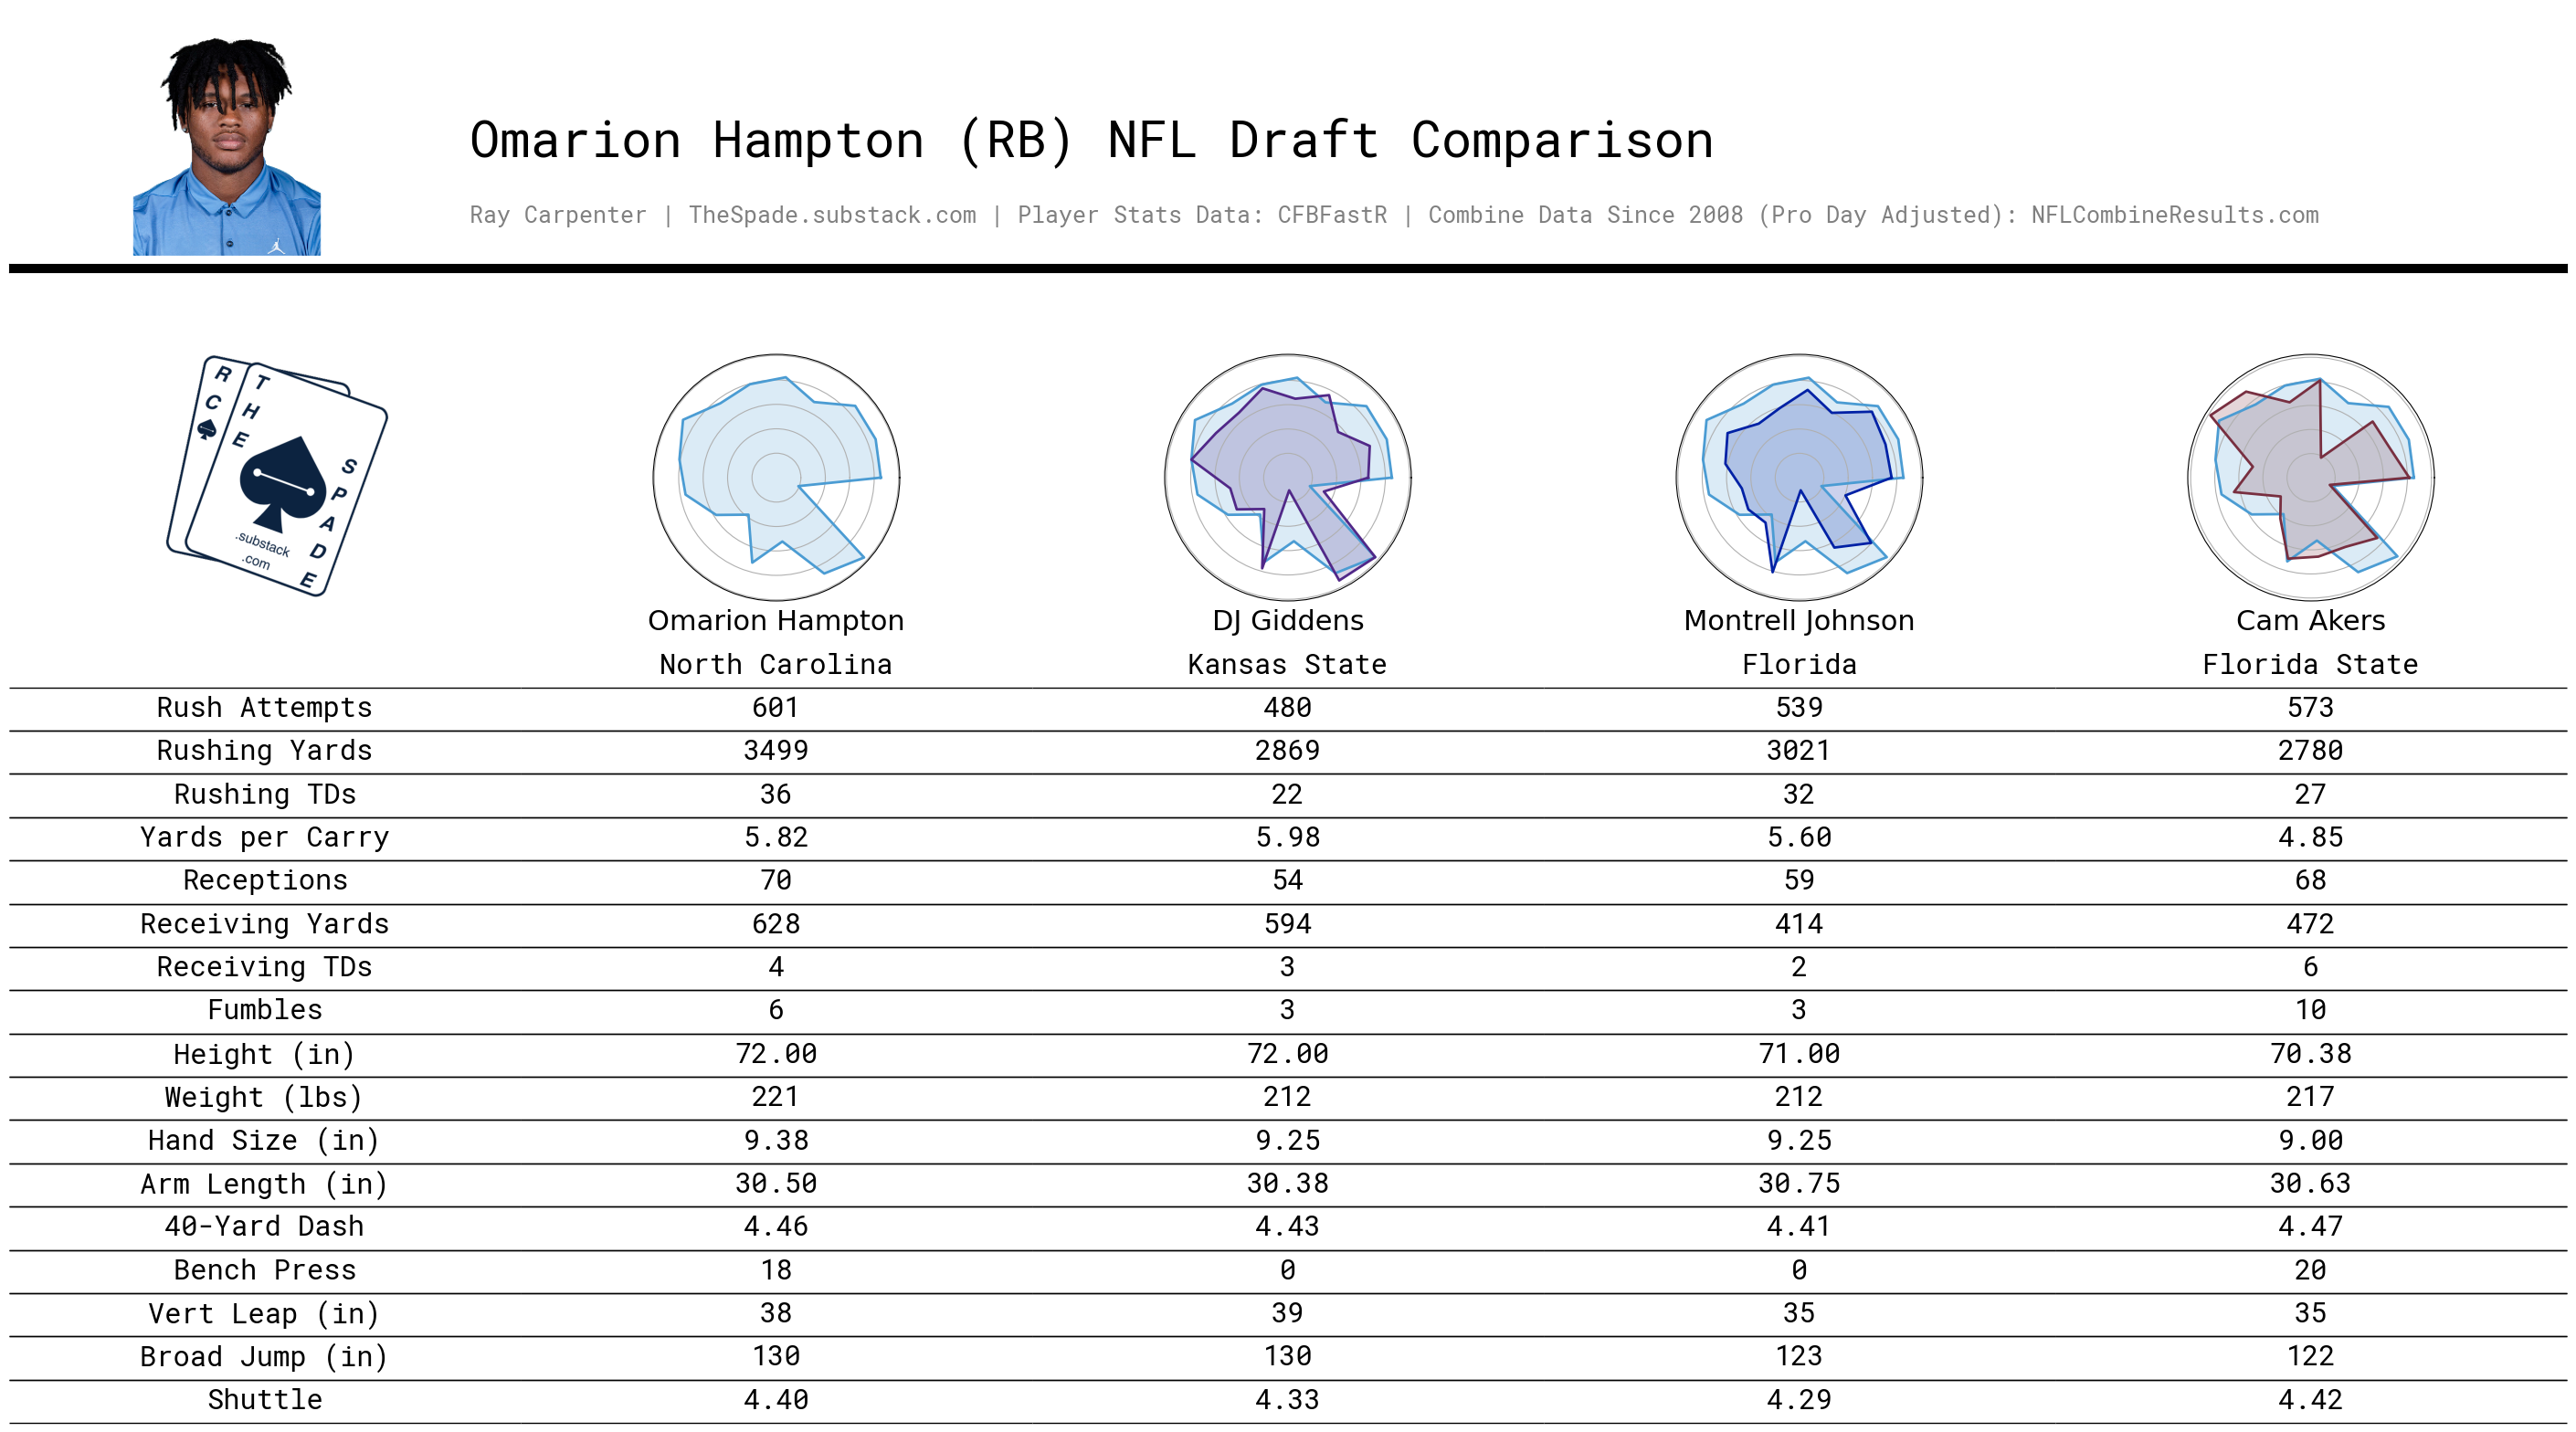 Omarion Hampton (RB) NFL Draft Comparison
Ray Carpenter | TheSpade.substack.com | Player Stats Data: CFBFastR | Combine Data Since 2008 (Pro Day Adjusted): NFLCombineResults.com
R C
T H E
S P A D E
.substack
.com
Omarion Hampton DJ Giddens Montrell Johnson Cam Akers
North Carolina Kansas State Florida Florida State
Rush Attempts 601 480 539 573
Rushing Yards 3499 2869 3021 2780
Rushing TDs 36 22 32 27
Yards per Carry 5.82 5.98 5.60 4.85
Receptions 70 54 59 68
Receiving Yards 628 594 414 472
Receiving TDs 4 3 2 6
Fumbles 6 3 3 10
Height (in) 72.00 72.00 71.00 70.38
Weight (lbs) 221 212 212 217
Hand Size (in) 9.38 9.25 9.25 9.00
Arm Length (in) 30.50 30.38 30.75 30.63
40-Yard Dash 4.46 4.43 4.41 4.47
Bench Press 18 0 0 20
Vert Leap (in) 38 39 35 35
Broad Jump (in) 130 130 123 122
Shuttle 4.40 4.33 4.29 4.42